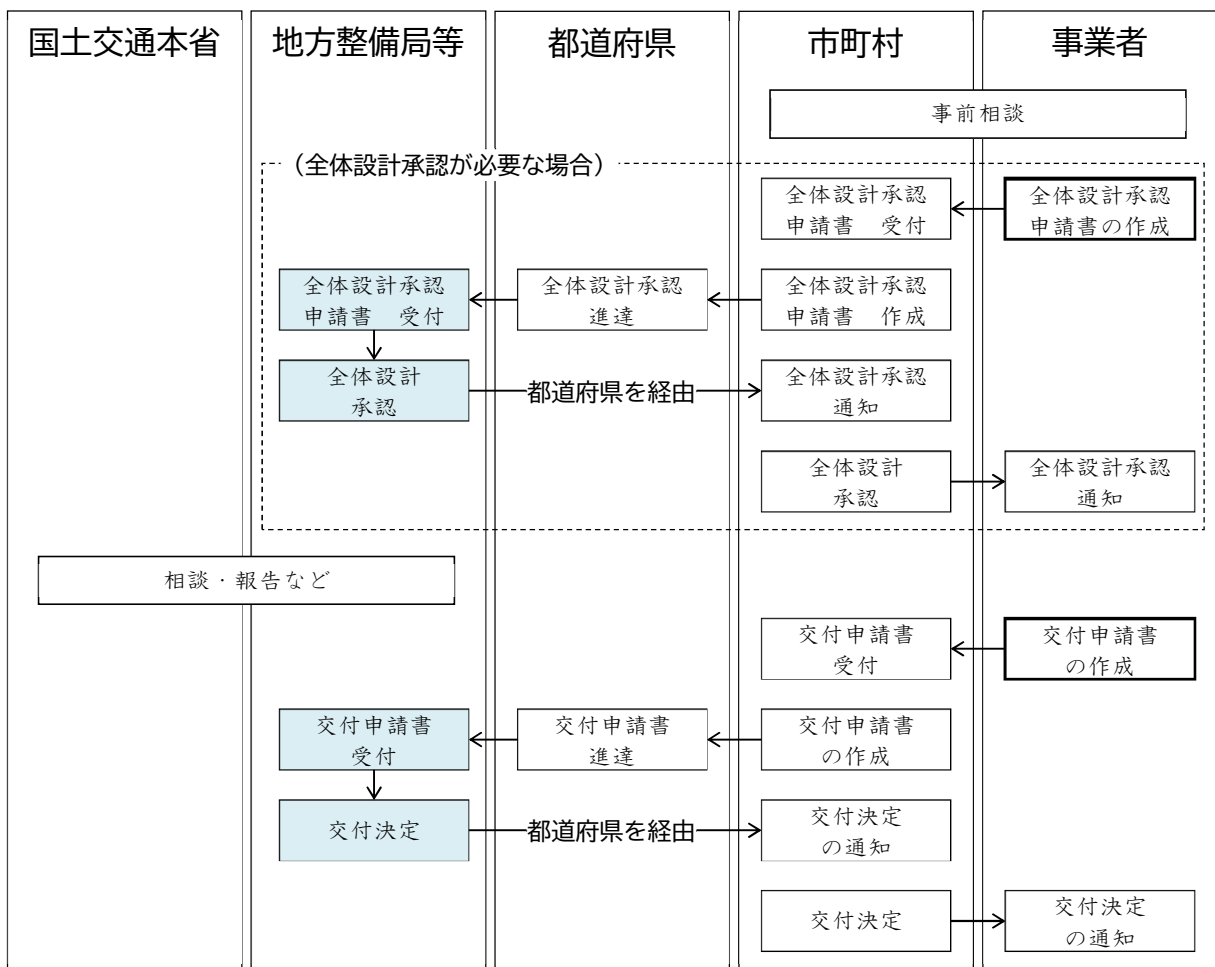 国土交通本省
地方整備局等
都道府県
市町村
事業者
事前相談
（全体設計承認が必要な場合）
全体設計承認
申請書　受付
全体設計承認
申請書の作成
全体設計承認
申請書　受付
全体設計承認
進達
全体設計承認
申請書　作成
全体設計
承認
都道府県を経由
全体設計承認
通知
全体設計
承認
全体設計承認
通知
相談・報告など
交付申請書
受付
交付申請書
の作成
交付申請書
受付
交付申請書
進達
交付申請書
の作成
交付決定
都道府県を経由
交付決定
の通知
交付決定
交付決定
の通知